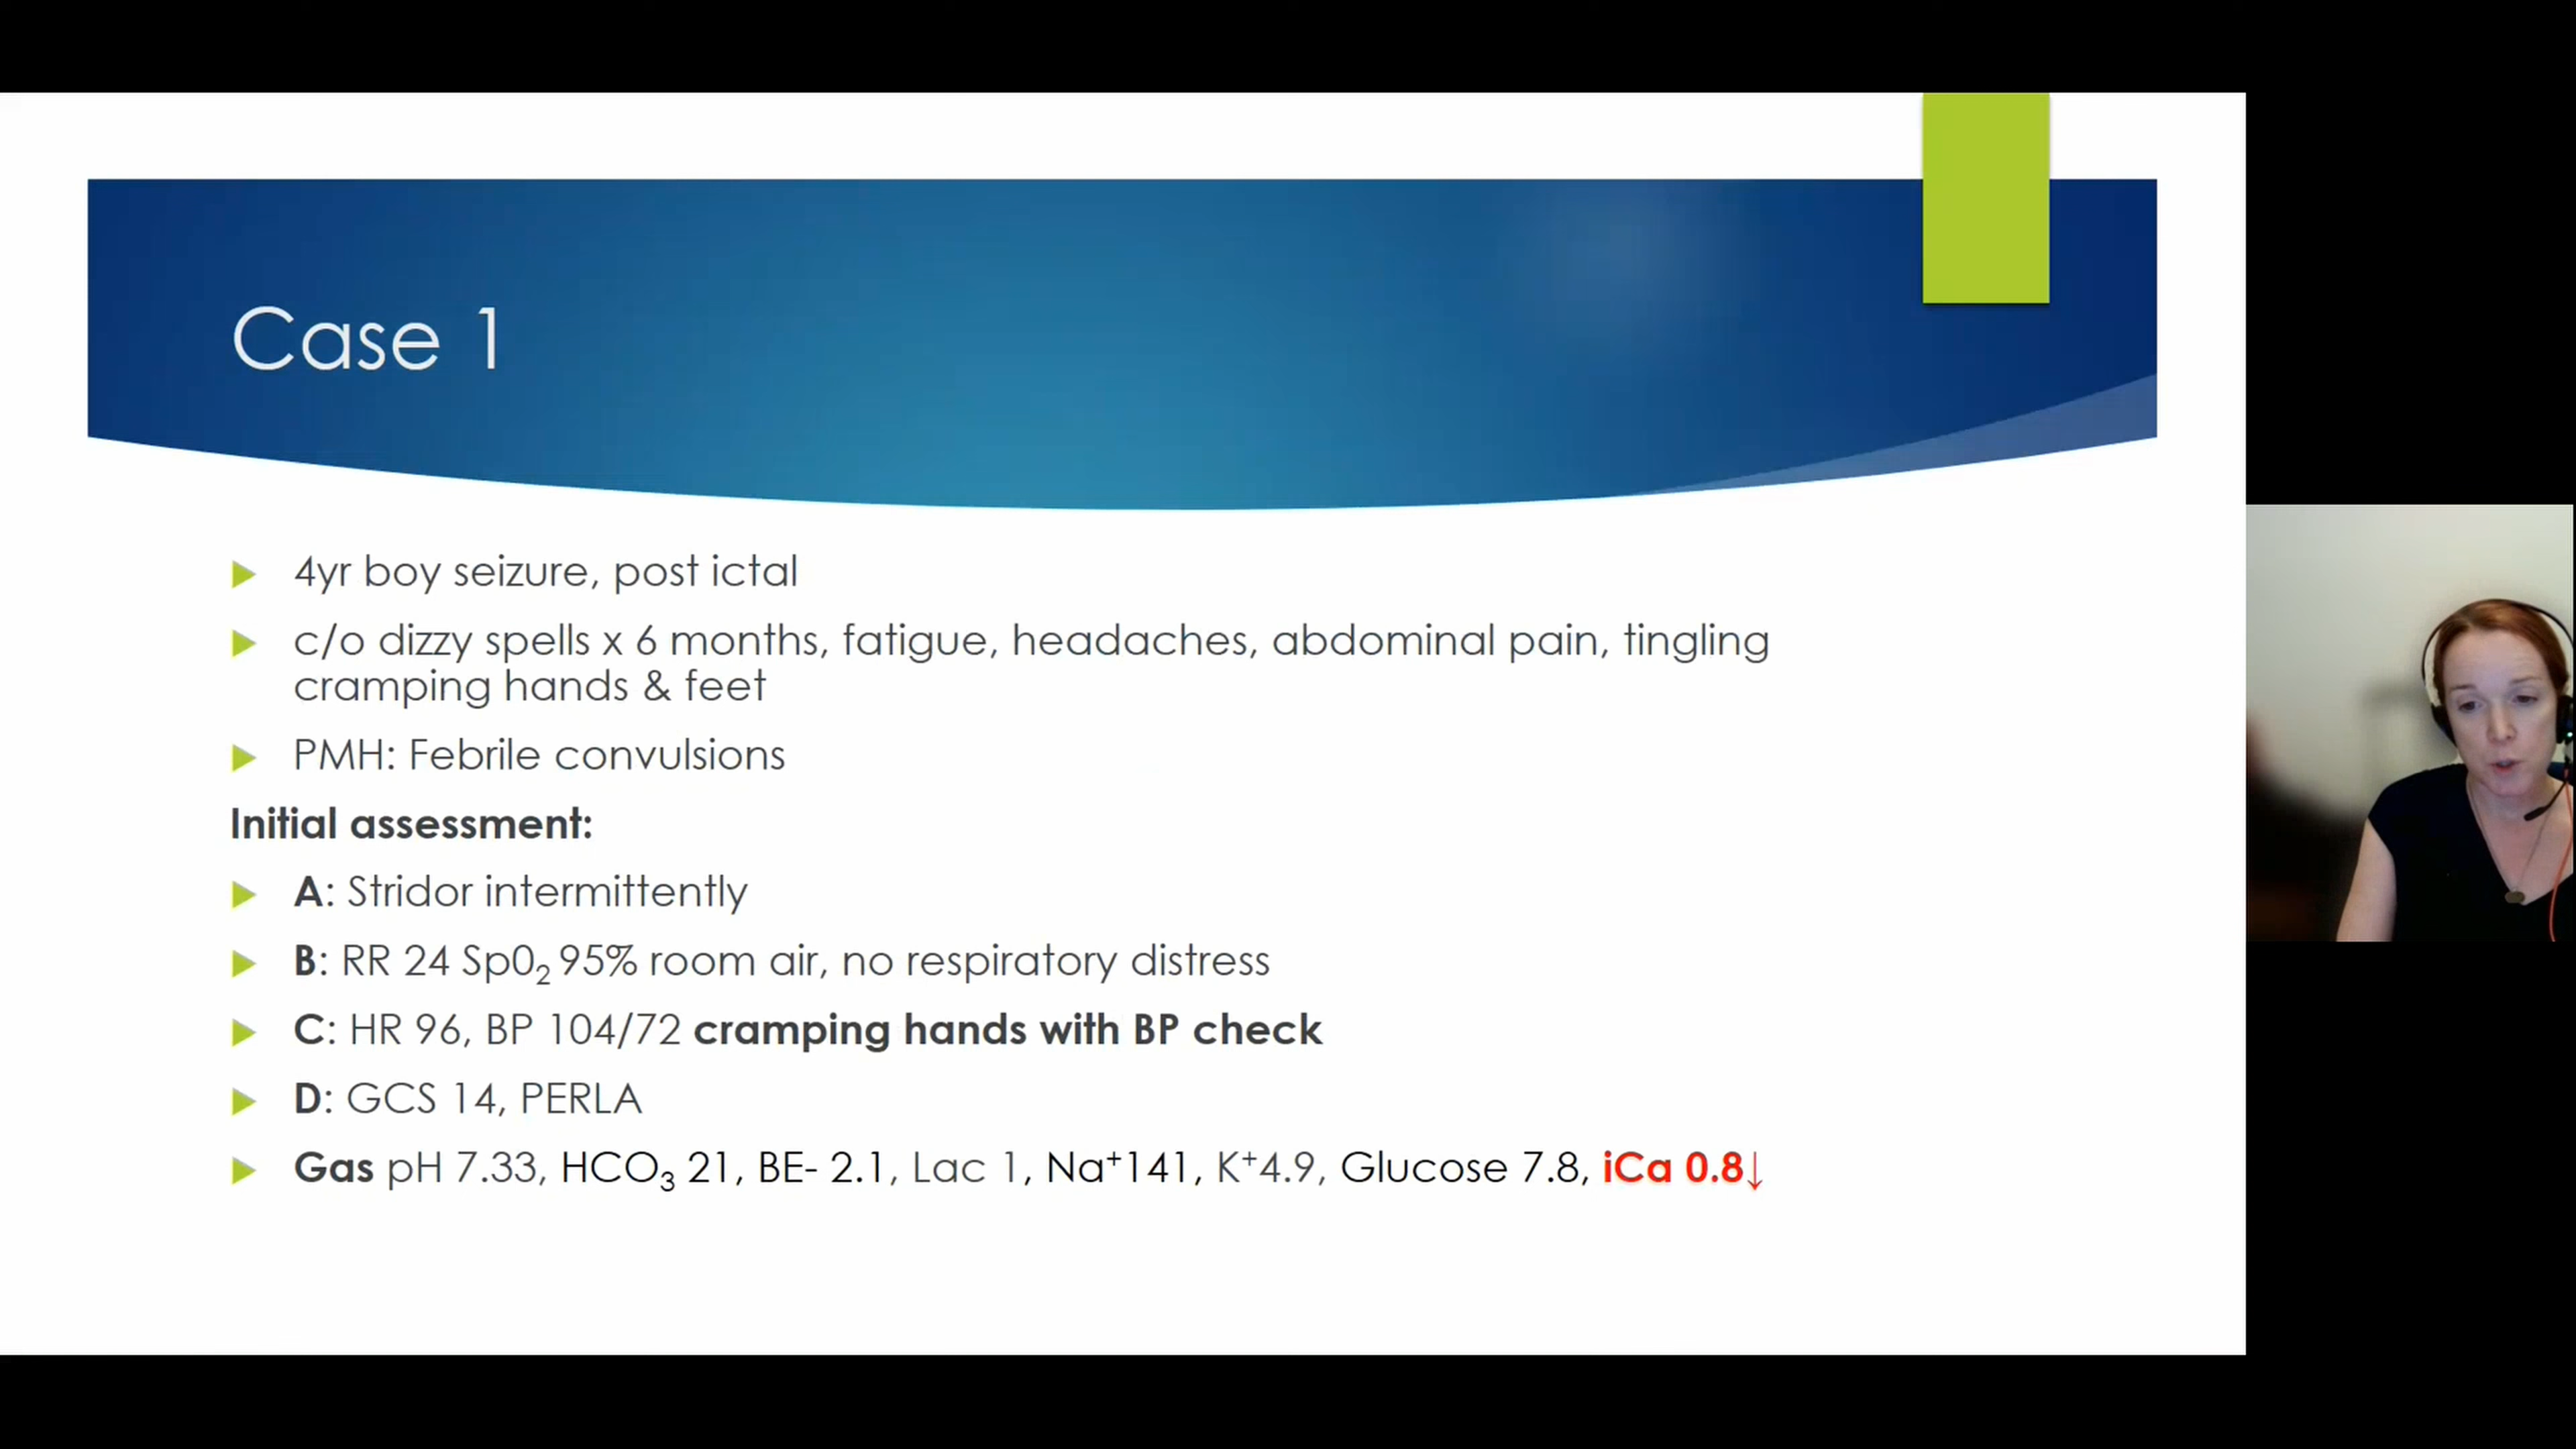 Case 1
4yr boy seizure, post ictal
c/o dizzy spells x 6 months, fatigue, headaches, abdominal pain, tingling
cramping hands & feet
PMH: Febrile convulsions
Initial assessment:
A: Stridor intermittently
B: RR 24 Sp0₂ 95% room air, no respiratory distress
C: HR 96, BP 104/72 cramping hands with BP check
D: GCS 14, PERLA
Gas pH 7.33, HCO₃ 21, BE- 2.1, Lac 1, Na⁺141, K⁺4.9, Glucose 7.8, iCa 0.8↓